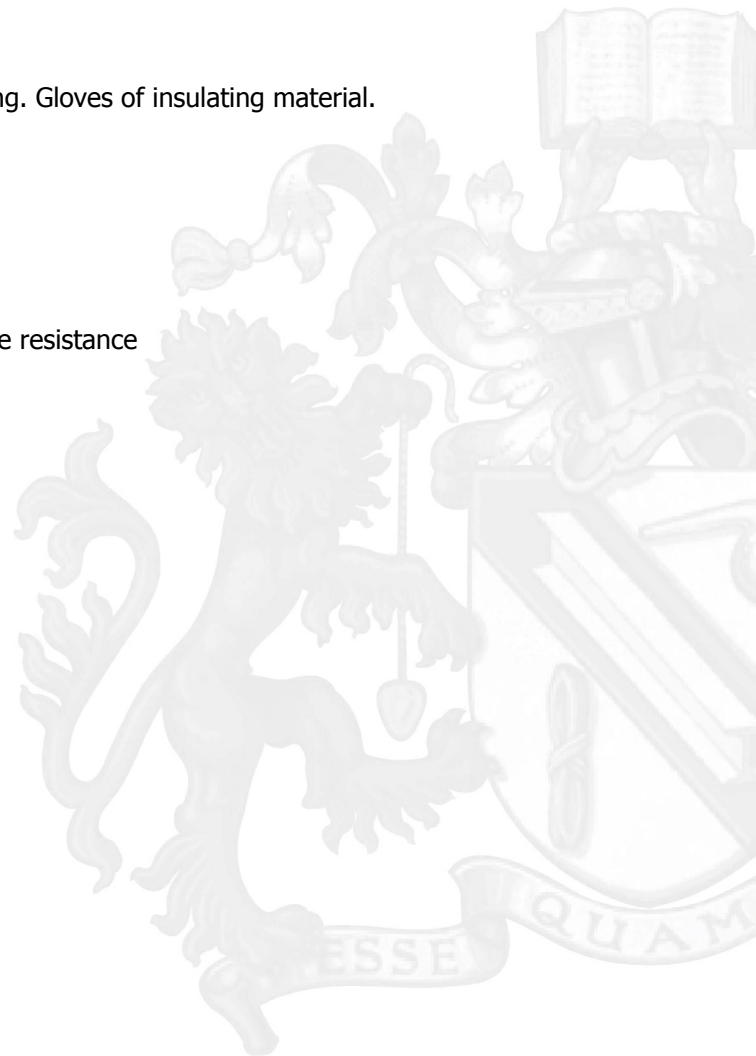 ng. Gloves of insulating material.
e resistance
ESSE
QUAM